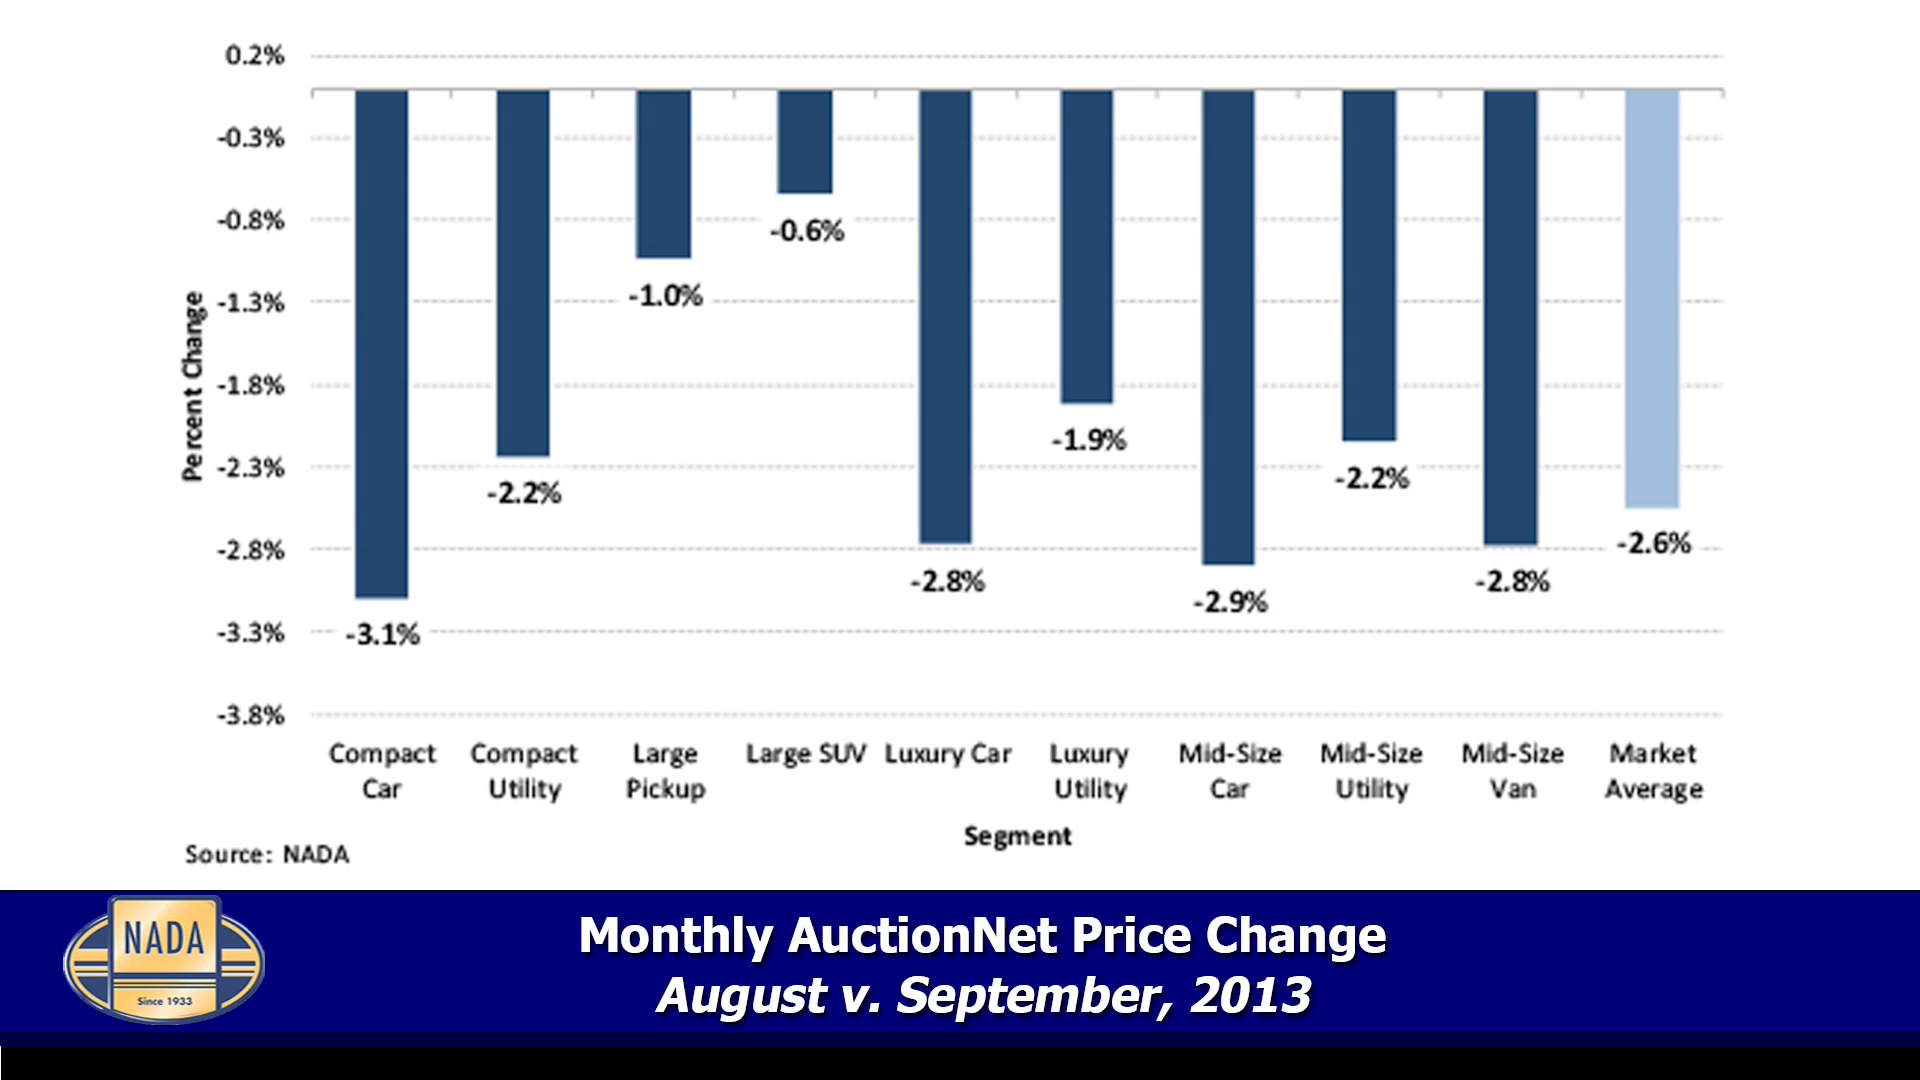 0.2%
-0.3%
-0.8%
-1.3%
-1.8%
-2.3%
-2.8%
-3.3%
-3.8%
Percent Change
-3.1%
-2.2%
-1.0%
-0.6%
-2.8%
-1.9%
-2.9%
-2.2%
-2.8%
-2.6%
Compact
Car
Compact
Utility
Large
Pickup
Large SUV
Luxury Car
Luxury
Utility
Mid-Size
Car
Mid-Size
Utility
Mid-Size
Van
Market
Average
Segment
Source: NADA
NADA
Since 1933
Monthly AuctionNet Price Change
August v. September, 2013